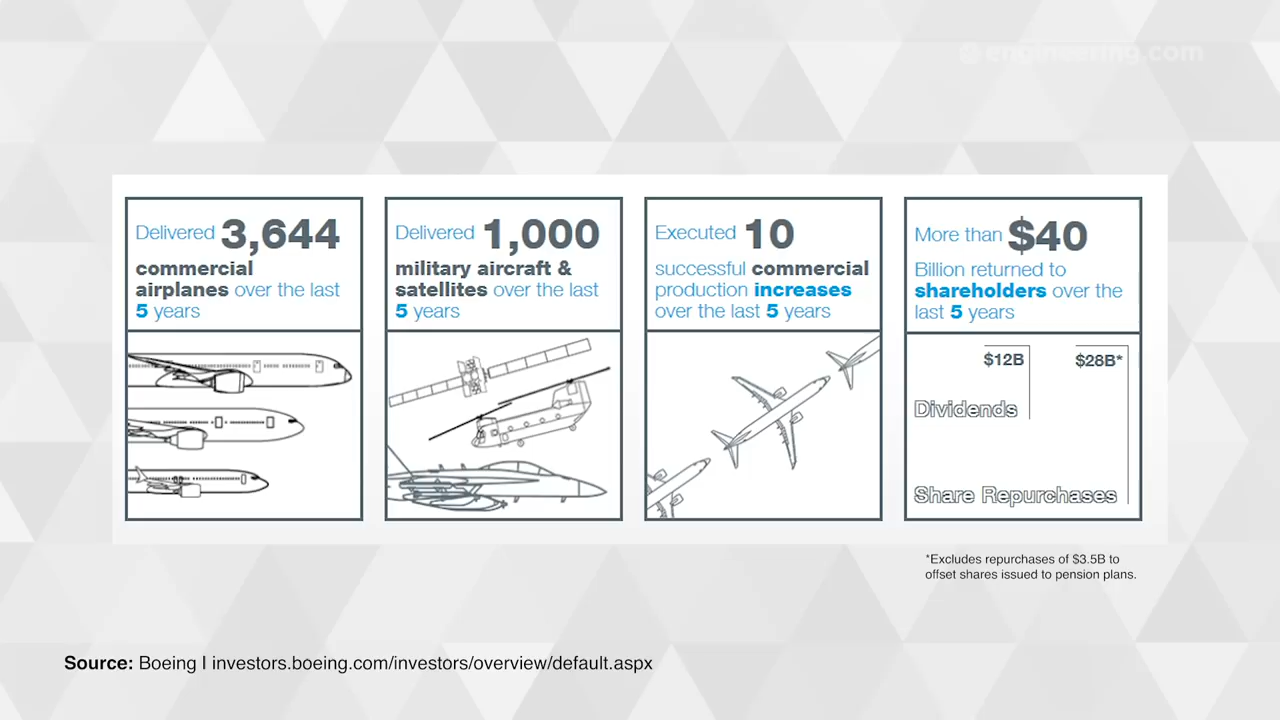 engineering.com
Delivered 3,644
commercial
airplanes over the last
5 years
Delivered 1,000
military aircraft &
satellites over the last
5 years
Executed 10
successful commercial
production increases
over the last 5 years
More than $40
Billion returned to
shareholders over the
last 5 years
$12B
$28B*
Dividends
Share Repurchases
*Excludes repurchases of $3.5B to
offset shares issued to pension plans.
Source: Boeing I investors.boeing.com/investors/overview/default.aspx